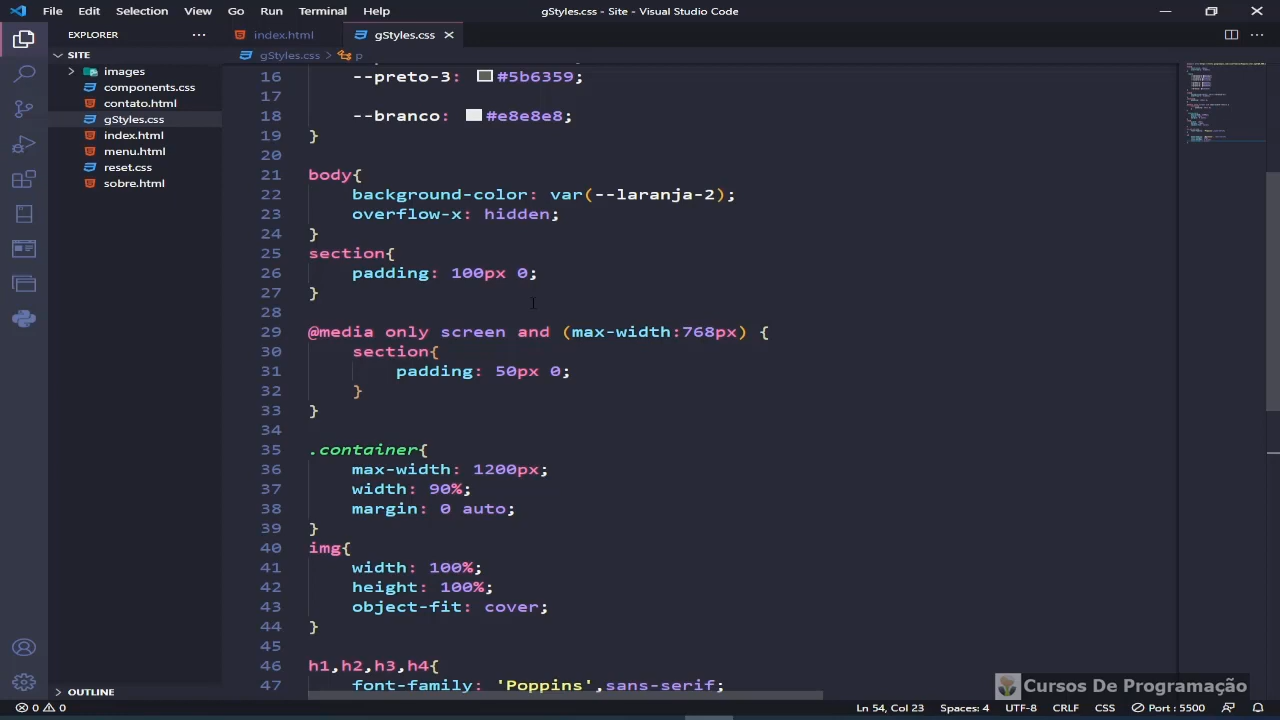 File Edit Selection View Go Run Terminal Help
gStyles.css - Site - Visual Studio Code
EXPLORER
SITE
images
components.css
contato.html
gStyles.css
index.html
menu.html
reset.css
sobre.html
OUTLINE
index.html gStyles.css
gStyles.css > p
16 --preto-3: #5b6359;
17
18 --branco: #e8e8e8;
19 }
20
21 body{
22 background-color: var(--laranja-2);
23 overflow-x: hidden;
24 }
25 section{
26 padding: 100px 0;
27 }
28
29 @media only screen and (max-width:768px) {
30 section{
31 padding: 50px 0;
32 }
33 }
34
35 .container{
36 max-width: 1200px;
37 width: 90%;
38 margin: 0 auto;
39 }
40 img{
41 width: 100%;
42 height: 100%;
43 object-fit: cover;
44 }
45
46 h1,h2,h3,h4{
47 font-family: 'Poppins',sans-serif;
Cursos De Programação
0 0 Ln 54, Col 23 Spaces: 4 UTF-8 CRLF CSS Port : 5500